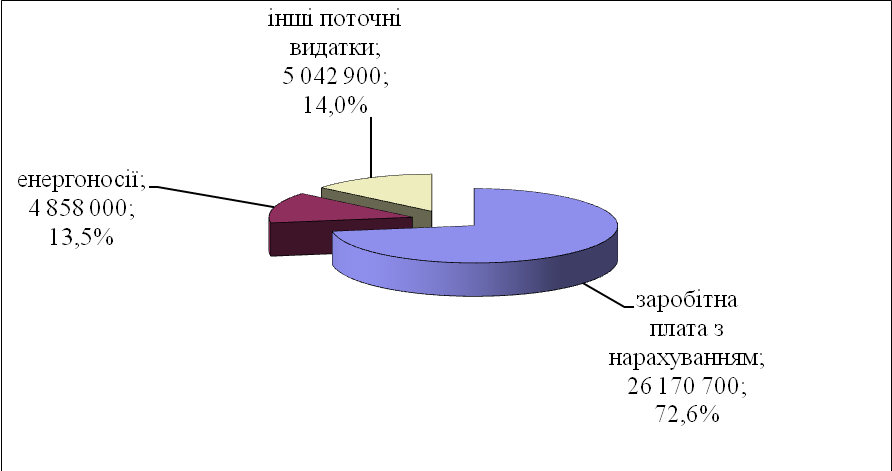 інші поточні
видатки;
5 042 900;
14,0%
енергоносії;
4 858 000;
13,5%
заробітна
плата з
нарахуванням;
26 170 700;
72,6%